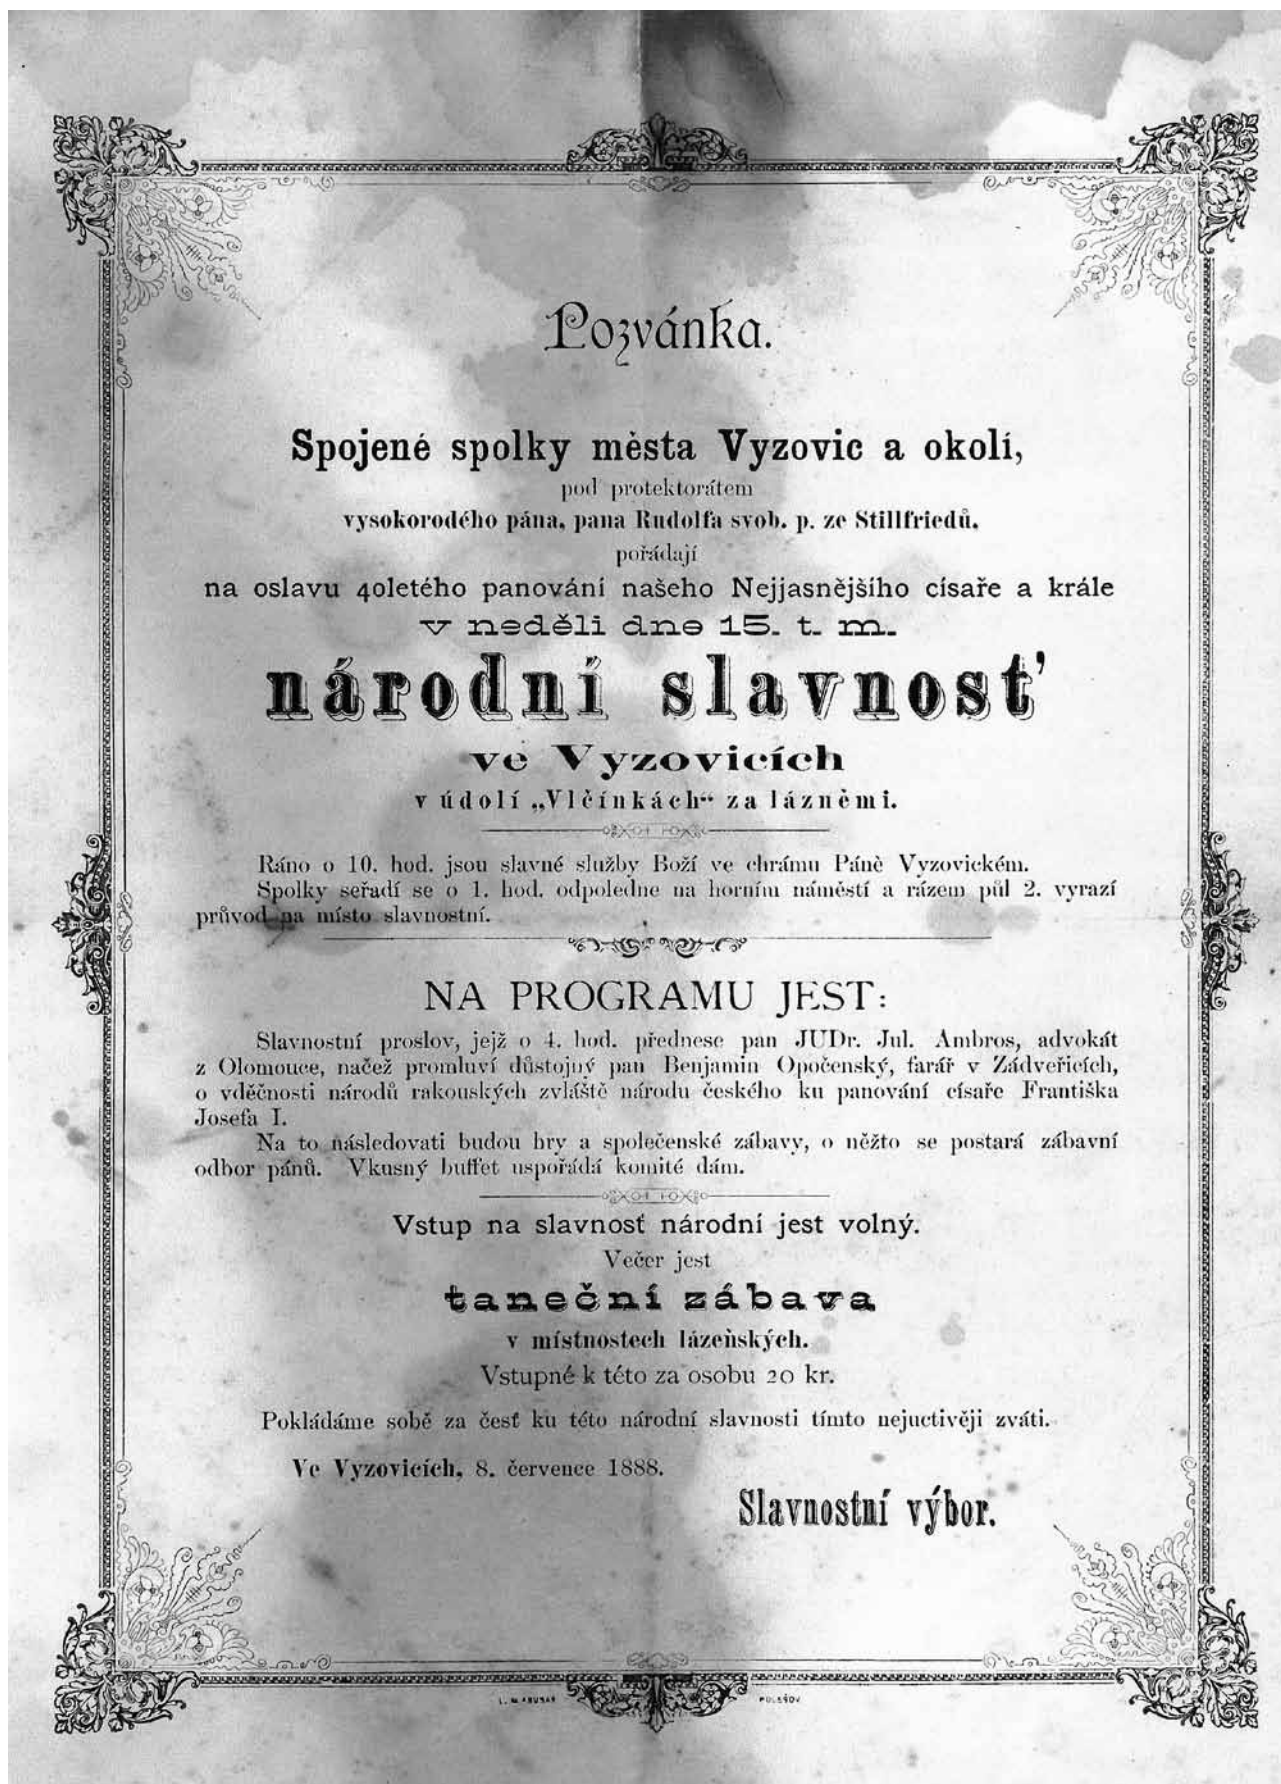 Pozvánka.
Spojené spolky města Vyzovic a okolí,
pod protektorátem
vysokorodého pána, pana Rudolfa svob. p. ze Stillfriedů,
pořádají
na oslavu 40letého panování našeho Nejjasnějšího císaře a krále
v neděli dne 15. t. m.
národní slavnosť
ve Vyzovicích
v údolí „Vlčínkách“ za lázněmi.
Ráno o 10. hod. jsou slavné služby Boží ve chrámu Páně Vyzovickém.
Spolky seřadí se o 1. hod. odpoledne na horním náměstí a rázem půl 2. vyrazí
průvod na místo slavnostní.
NA PROGRAMU JEST:
Slavnostní proslov, jejž o 4. hod. přednese pan JUDr. Jul. Ambros, advokát
z Olomouce, načež promluví důstojný pan Benjamin Opočenský, farář v Zádveřicích,
o vděčnosti národů rakouských zvláště národu českého ku panování císaře Františka
Josefa I.
Na to následovati budou hry a společenské zábavy, o něžto se postará zábavní
odbor pánů. Vkusný buffet uspořádá komité dám.
Vstup na slavnosť národní jest volný.
Večer jest
taneční zábava
v místnostech lázeňských.
Vstupné k této za osobu 20 kr.
Pokládáme sobě za česť ku této národní slavnosti tímto nejuctivěji zváti.
Ve Vyzovicích, 8. července 1888.
Slavnostní výbor.